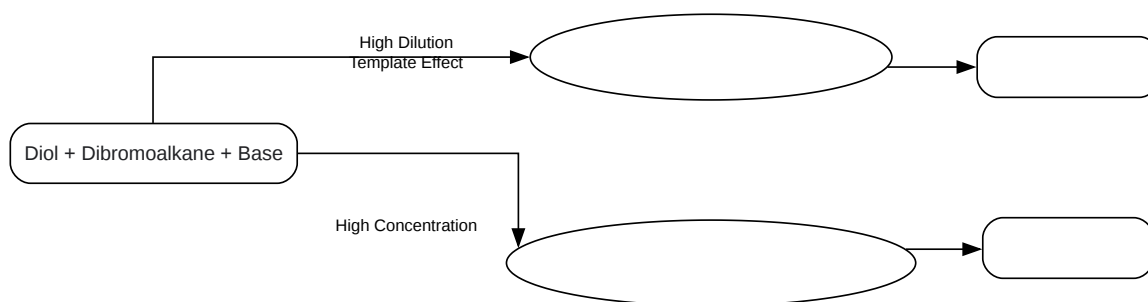 High Dilution
Template Effect
Diol + Dibromoalkane + Base
High Concentration